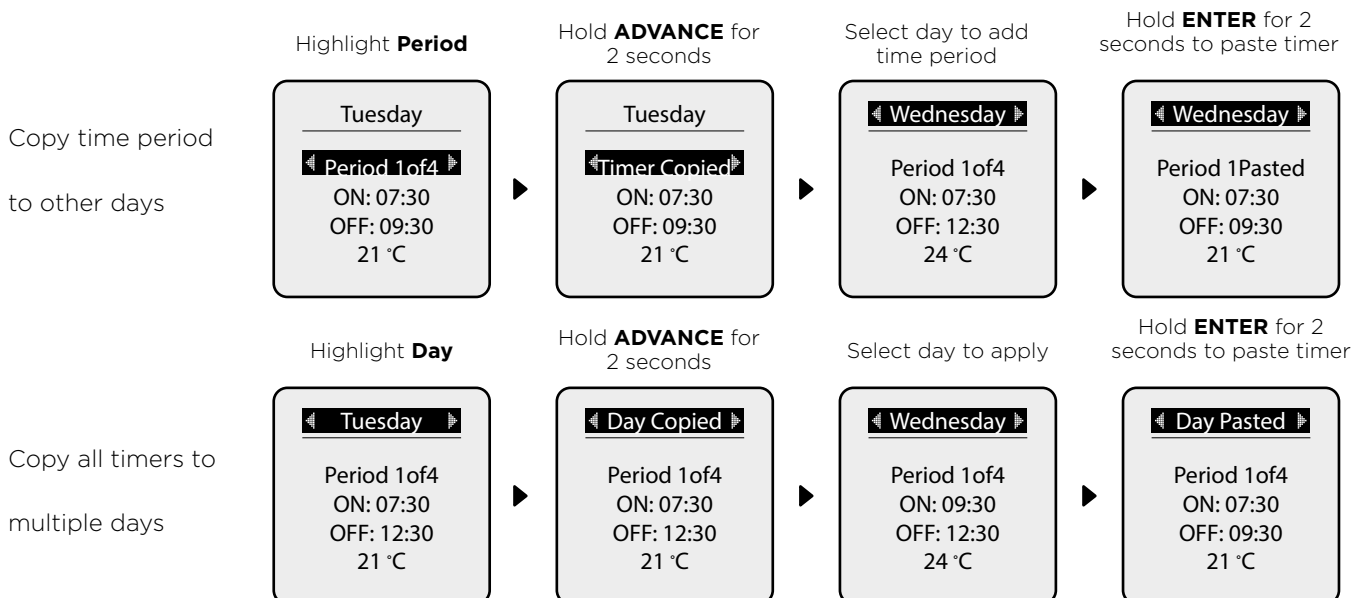 Highlight Period
Hold ADVANCE for
2 seconds
Select day to add
time period
Hold ENTER for 2
seconds to paste timer
Copy time period
to other days
Tuesday
Period 1of4
ON: 07:30
OFF: 09:30
21 °C
Tuesday
Timer Copied
ON: 07:30
OFF: 09:30
21 °C
Wednesday
Period 1of4
ON: 07:30
OFF: 12:30
24 °C
Wednesday
Period 1Pasted
ON: 07:30
OFF: 09:30
21 °C
Highlight Day
Hold ADVANCE for
2 seconds
Select day to apply
Hold ENTER for 2
seconds to paste timer
Copy all timers to
multiple days
Tuesday
Period 1of4
ON: 07:30
OFF: 12:30
21 °C
Day Copied
Period 1of4
ON: 07:30
OFF: 12:30
21 °C
Wednesday
Period 1of4
ON: 09:30
OFF: 12:30
24 °C
Day Pasted
Period 1of4
ON: 07:30
OFF: 09:30
21 °C